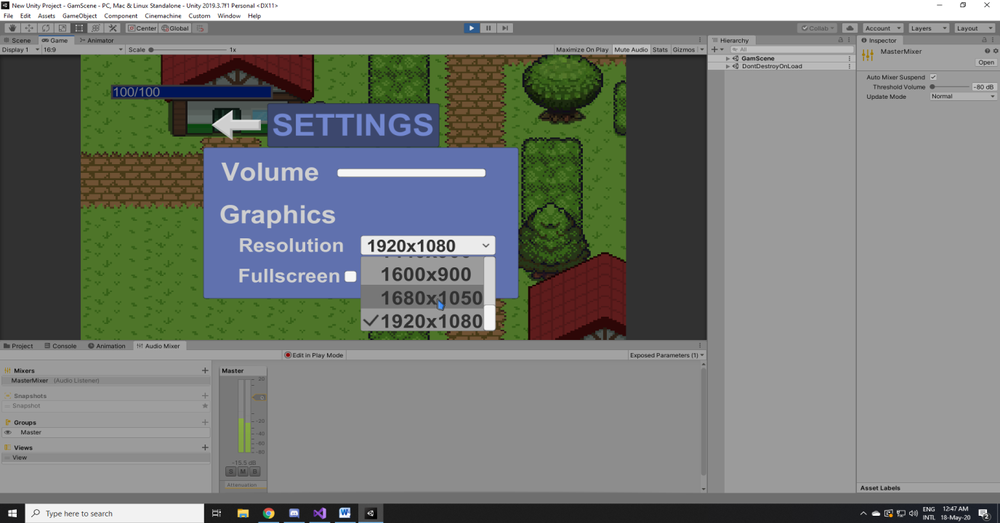 New Unity Project - GamScene - PC, Mac & Linux Standalone - Unity 2019.3.7f1 Personal <DX11>
File Edit Assets GameObject Component Cinemachine Custom Window Help
Center Global Collab Account Layers Layout
Scene Game Animator
Display 1 16:9 Scale 1x Maximize On Play Mute Audio Stats Gizmos
Hierarchy
All
GamScene
DontDestroyOnLoad
Inspector
MasterMixer
Open
Auto Mixer Suspend
Threshold Volume -80 dB
Update Mode Normal
100/100
SETTINGS
Volume
Graphics
Resolution 1920x1080
Fullscreen
1600x900
1680x1050
1920x1080
Project Console Animation Audio Mixer
Edit in Play Mode Exposed Parameters (1)
Mixers
MasterMixer (Audio Listener)
Snapshots
Snapshot
Groups
Master
Views
View
Master
20
0
-20
-40
-60
-80
-15.5 dB
S M B
Attenuation
Asset Labels
Type here to search
ENG
INTL
12:47 AM
18-May-20
2